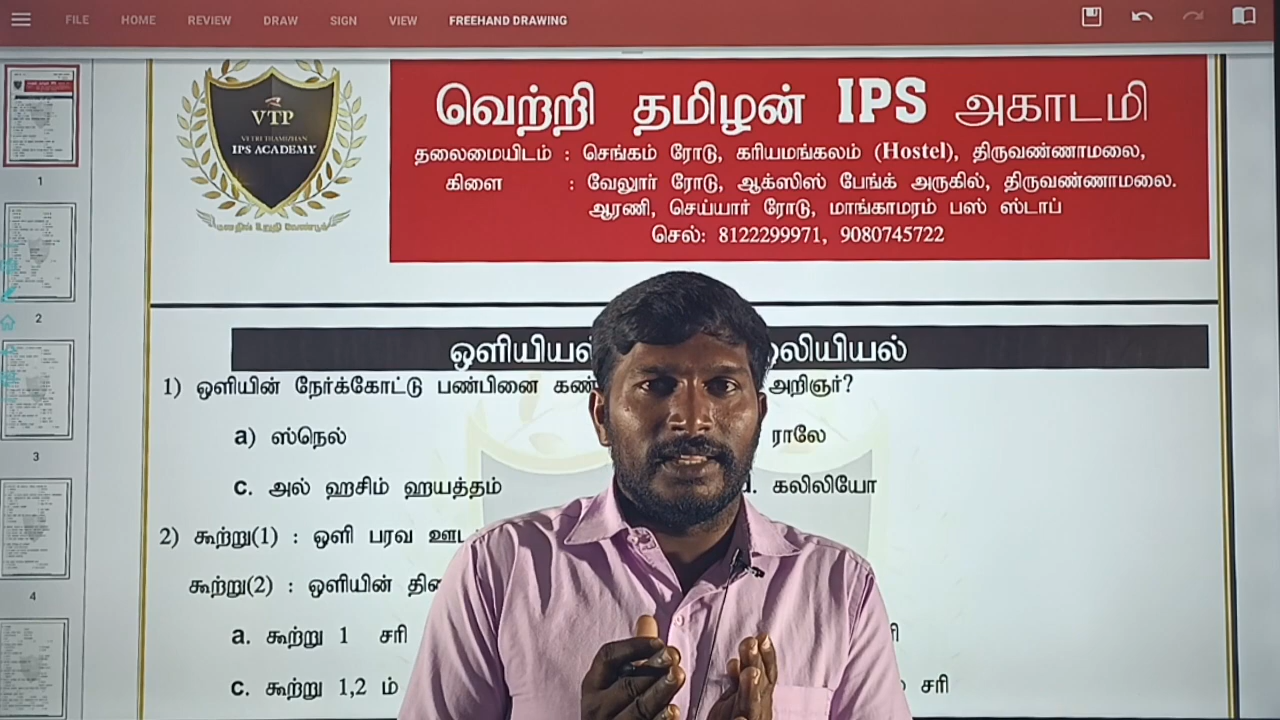 FILE HOME REVIEW DRAW SIGN VIEW FREEHAND DRAWING
VTP
VETRI THAMIZHAN
IPS ACADEMY
வெற்றி தமிழன் IPS அகாடமி
தலைமையிடம் : செங்கம் ரோடு, கரியமங்கலம் (Hostel), திருவண்ணாமலை,
கிளை : வேலூர் ரோடு, ஆக்ஸிஸ் பேங்க் அருகில், திருவண்ணாமலை.
ஆரணி, செய்யார் ரோடு, மாங்காமரம் பஸ் ஸ்டாப்
செல்: 8122299971, 9080745722
1
2
3
4
ஒளியியல்
1) ஒளியின் நேர்க்கோட்டு பண்பினை அறிஞர்?
a) ஸ்நெல் ராலே
c. அல் ஹசிம் ஹயத்தம் d. கலிலியோ
2) கூற்று(1) : ஒளி பரவ
கூற்று(2) : ஒளியின்
a. கூற்று 1 சரி
c. கூற்று 1,2 ம் சரி